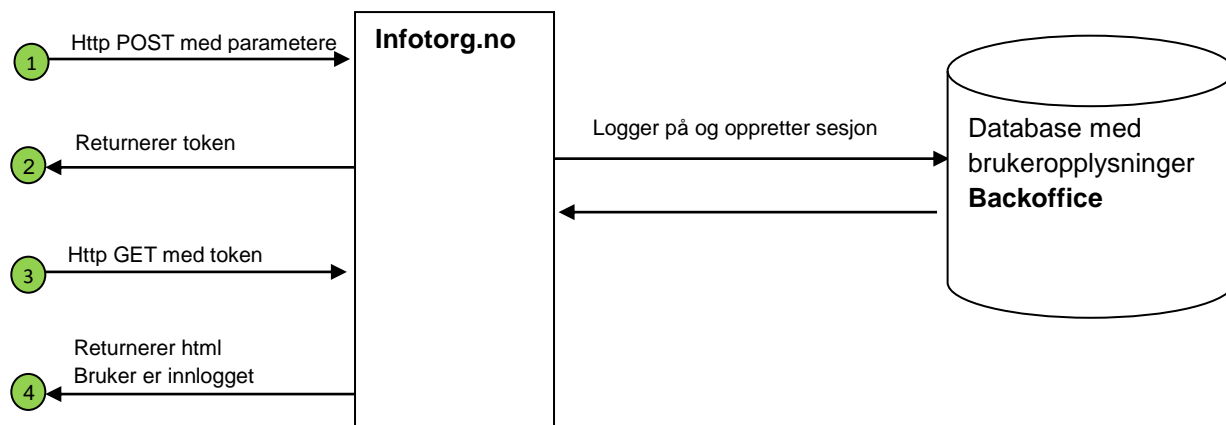 Http POST med parametere
1
Infotorg.no
Returnerer token
2
Logger på og oppretter sesjon
Database med
brukeropplysninger
Backoffice
Http GET med token
3
Returnerer html
Bruker er innlogget
4